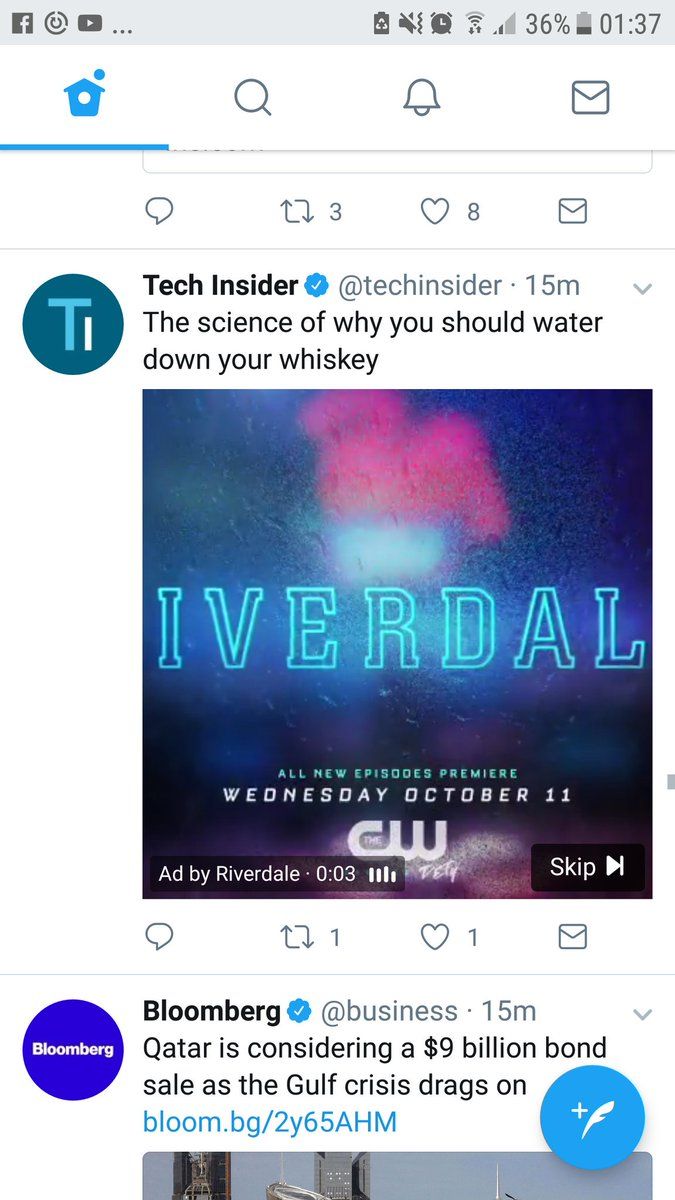 ... 36% 01:37
3 8
Tech Insider @techinsider · 15m
The science of why you should water
down your whiskey
IVERDAL
ALL NEW EPISODES PREMIERE
WEDNESDAY OCTOBER 11
THE CW
Ad by Riverdale · 0:03
Skip
1 1
Bloomberg
Bloomberg @business · 15m
Qatar is considering a $9 billion bond
sale as the Gulf crisis drags on
bloom.bg/2y65AHM